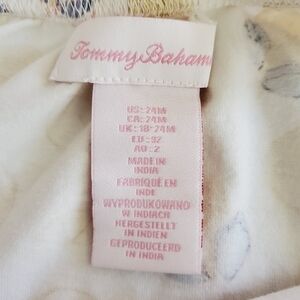 Tommy Baham
US: 24M
CA: 24M
UK: 18-24M
EU: 92
AU: 2
MADE IN
INDIA
FABRIQUÉ EN
INDE
WYPRODUKOWANO
W INDIACH
HERGESTELLT
IN INDIEN
GEPRODUCEERD
IN INDIA